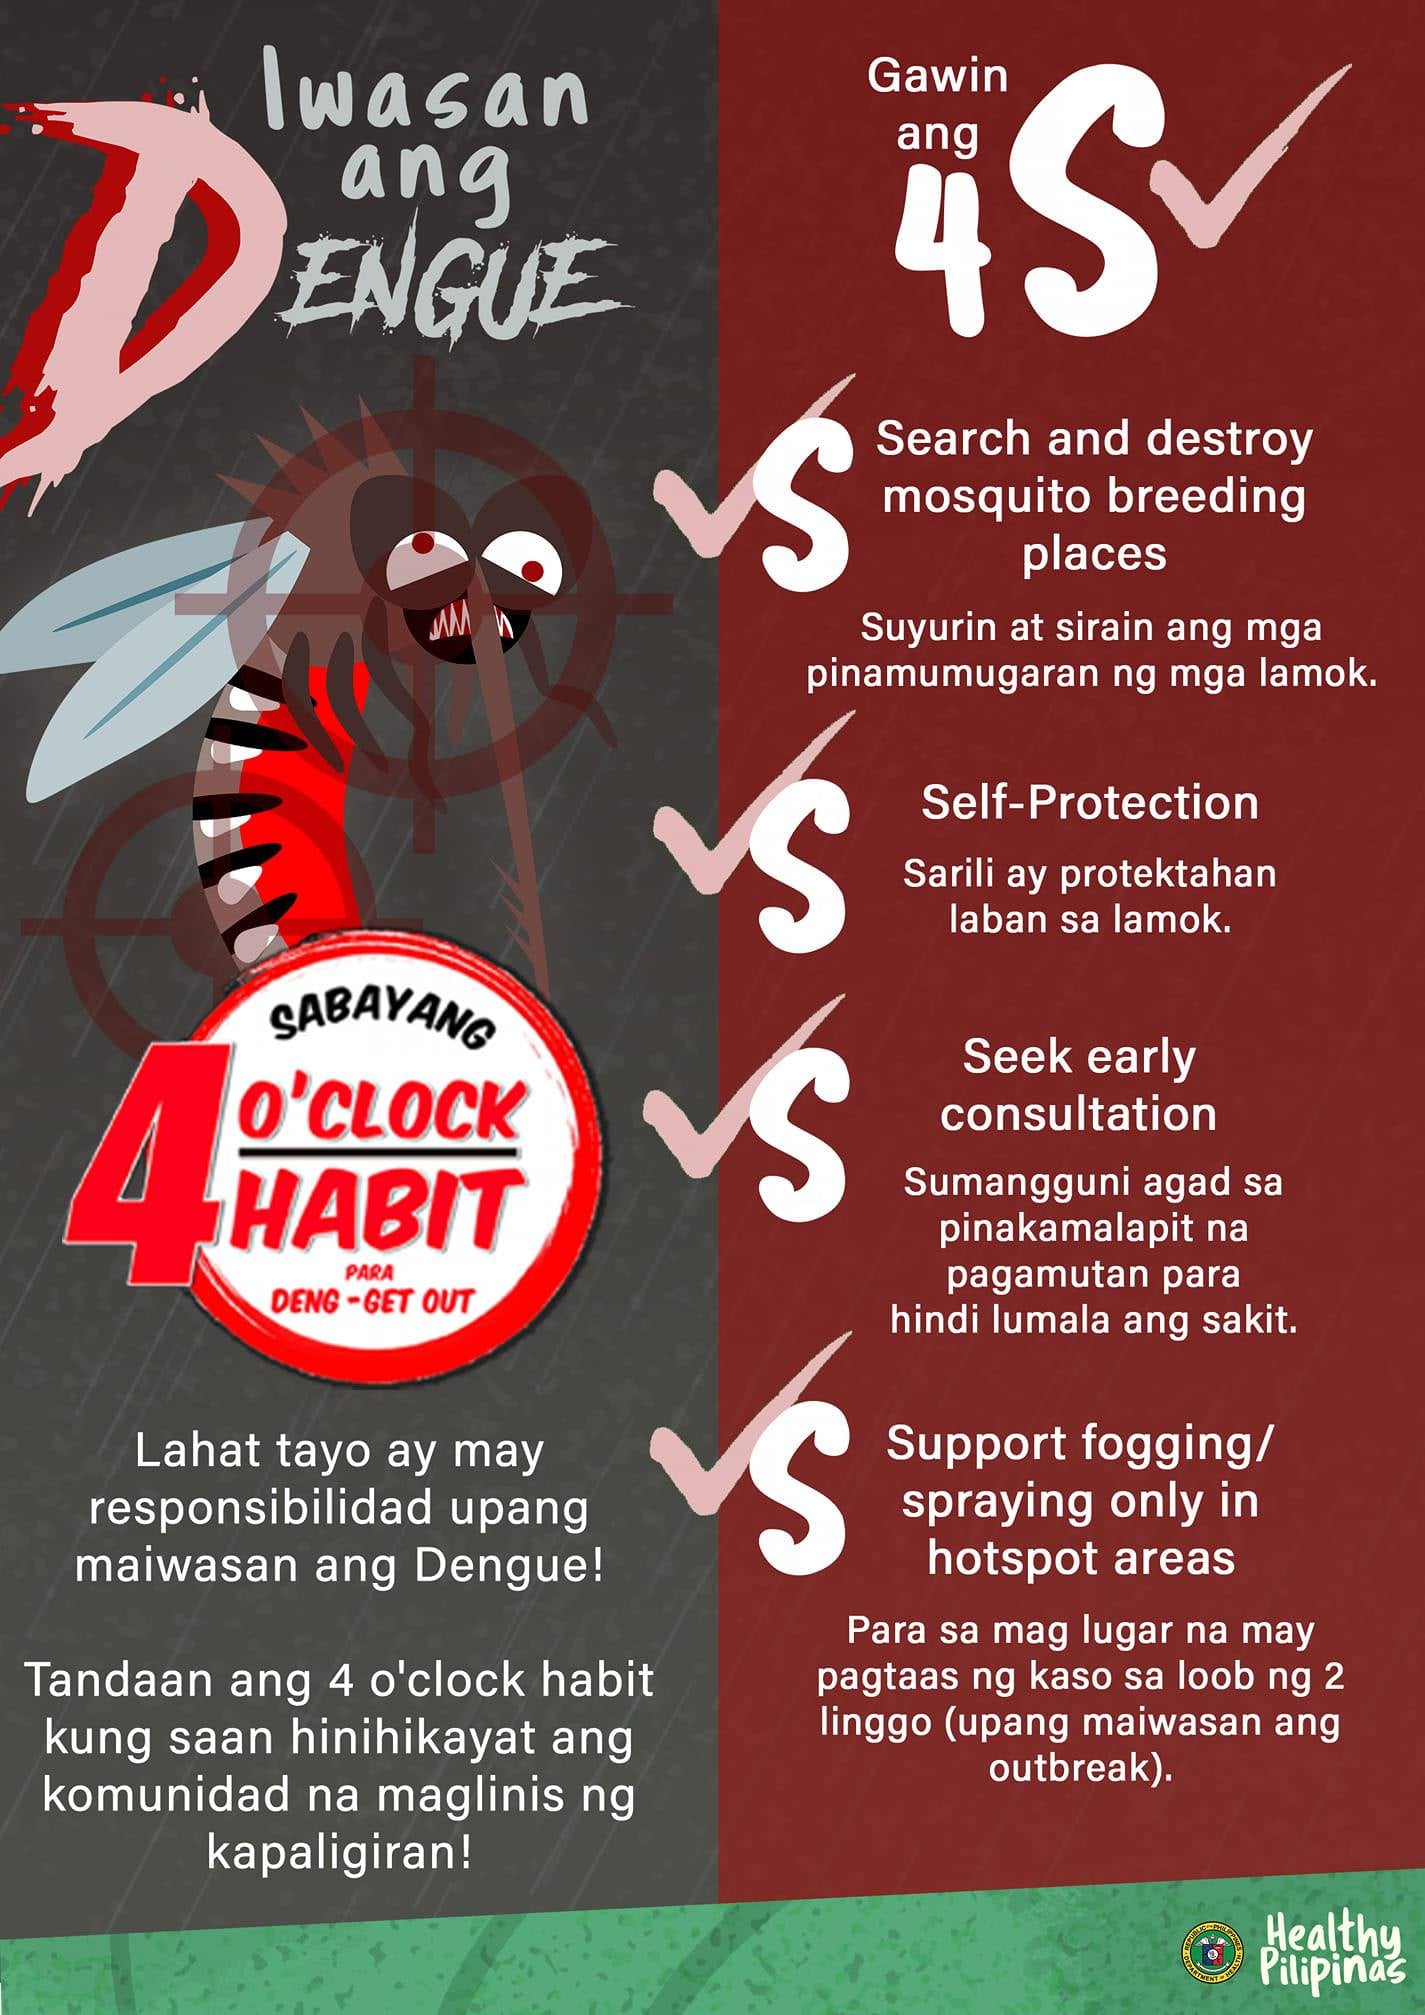 Iwasan
ang
DENGUE
SABAYANG
4 O'CLOCK
HABIT
PARA
DENG-GET OUT
Lahat tayo ay may
responsibilidad upang
maiwasan ang Dengue!
Tandaan ang 4 o'clock habit
kung saan hinihikayat ang
komunidad na maglinis ng
kapaligiran!
Gawin
ang
4S
S
Search and destroy
mosquito breeding
places
Suyurin at sirain ang mga
pinamumugaran ng mga lamok.
S
Self-Protection
Sarili ay protektahan
laban sa lamok.
S
Seek early
consultation
Sumangguni agad sa
pinakamalapit na
pagamutan para
hindi lumala ang sakit.
S
Support fogging/
spraying only in
hotspot areas
Para sa mag lugar na may
pagtaas ng kaso sa loob ng 2
linggo (upang maiwasan ang
outbreak).
REPUBLIC OF THE PHILIPPINES
DEPARTMENT OF HEALTH
Healthy
Pilipinas